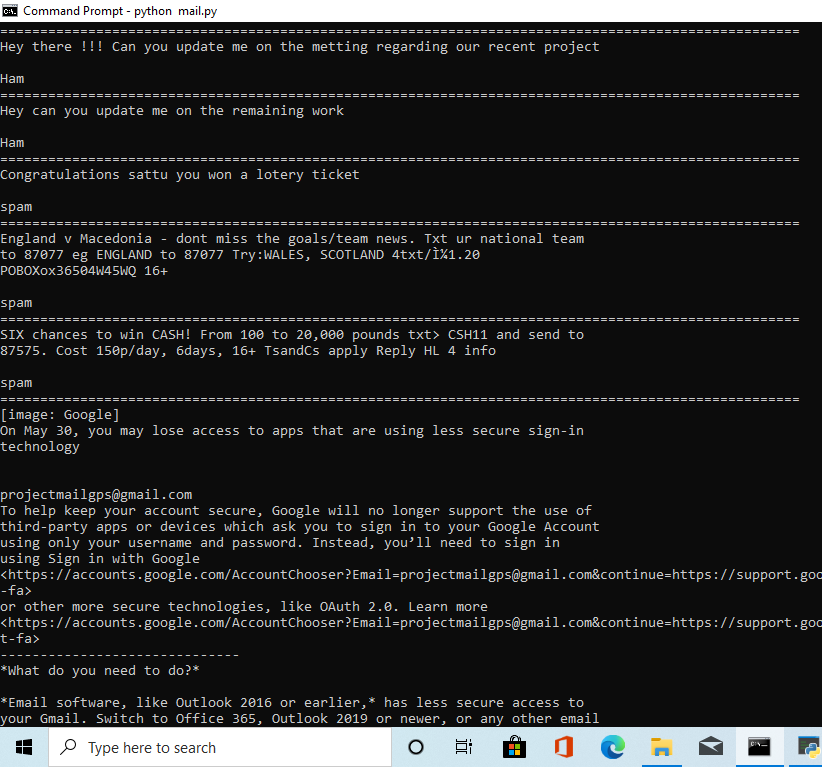 Command Prompt - python mail.py
====================================================================================================
Hey there !!! Can you update me on the metting regarding our recent project
Ham
====================================================================================================
Hey can you update me on the remaining work
Ham
====================================================================================================
Congratulations sattu you won a lotery ticket
spam
====================================================================================================
England v Macedonia - dont miss the goals/team news. Txt ur national team
to 87077 eg ENGLAND to 87077 Try:WALES, SCOTLAND 4txt/Ì¼1.20
POBOXox36504W45WQ 16+
spam
====================================================================================================
SIX chances to win CASH! From 100 to 20,000 pounds txt> CSH11 and send to
87575. Cost 150p/day, 6days, 16+ TsandCs apply Reply HL 4 info
spam
====================================================================================================
[image: Google]
On May 30, you may lose access to apps that are using less secure sign-in
technology
projectmailgps@gmail.com
To help keep your account secure, Google will no longer support the use of
third-party apps or devices which ask you to sign in to your Google Account
using only your username and password. Instead, you’ll need to sign in
using Sign in with Google
<https://accounts.google.com/AccountChooser?Email=projectmailgps@gmail.com&continue=https://support.goo
-fa>
or other more secure technologies, like OAuth 2.0. Learn more
<https://accounts.google.com/AccountChooser?Email=projectmailgps@gmail.com&continue=https://support.goo
t-fa>
------------------------------
*What do you need to do?*
*Email software, like Outlook 2016 or earlier,* has less secure access to
your Gmail. Switch to Office 365, Outlook 2019 or newer, or any other email
Type here to search